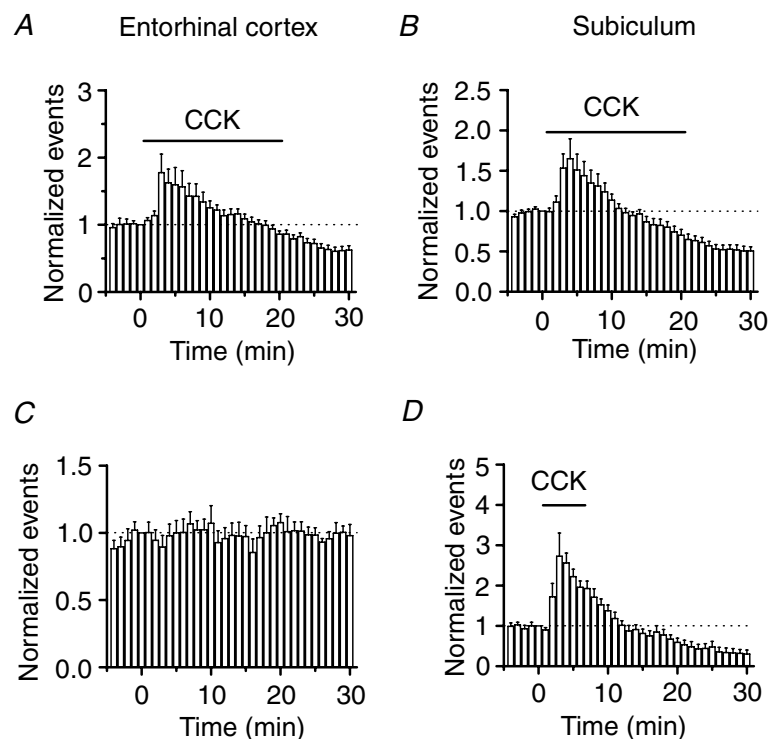 A Entorhinal cortex
Normalized events
3
2
1
0
CCK
0 10 20 30
Time (min)
B Subiculum
Normalized events
2.5
2.0
1.5
1.0
0.5
0.0
CCK
0 10 20 30
Time (min)
C
Normalized events
1.5
1.0
0.5
0.0
0 10 20 30
Time (min)
D
Normalized events
5
4
3
2
1
0
CCK
0 10 20 30
Time (min)